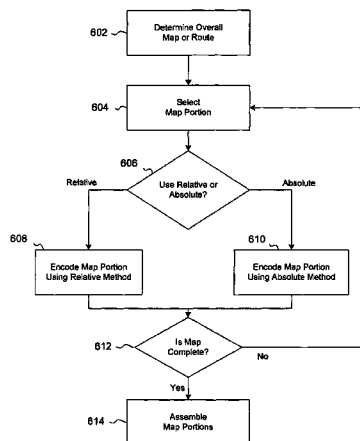 602
Determine Overall
Map or Route
604
Select
Map Portion
606
Relative
Use Relative or
Absolute?
Absolute
608
Encode Map Portion
Using Relative Method
610
Encode Map Portion
Using Absolute Method
612
Is Map
Complete?
No
Yes
614
Assemble
Map Portions